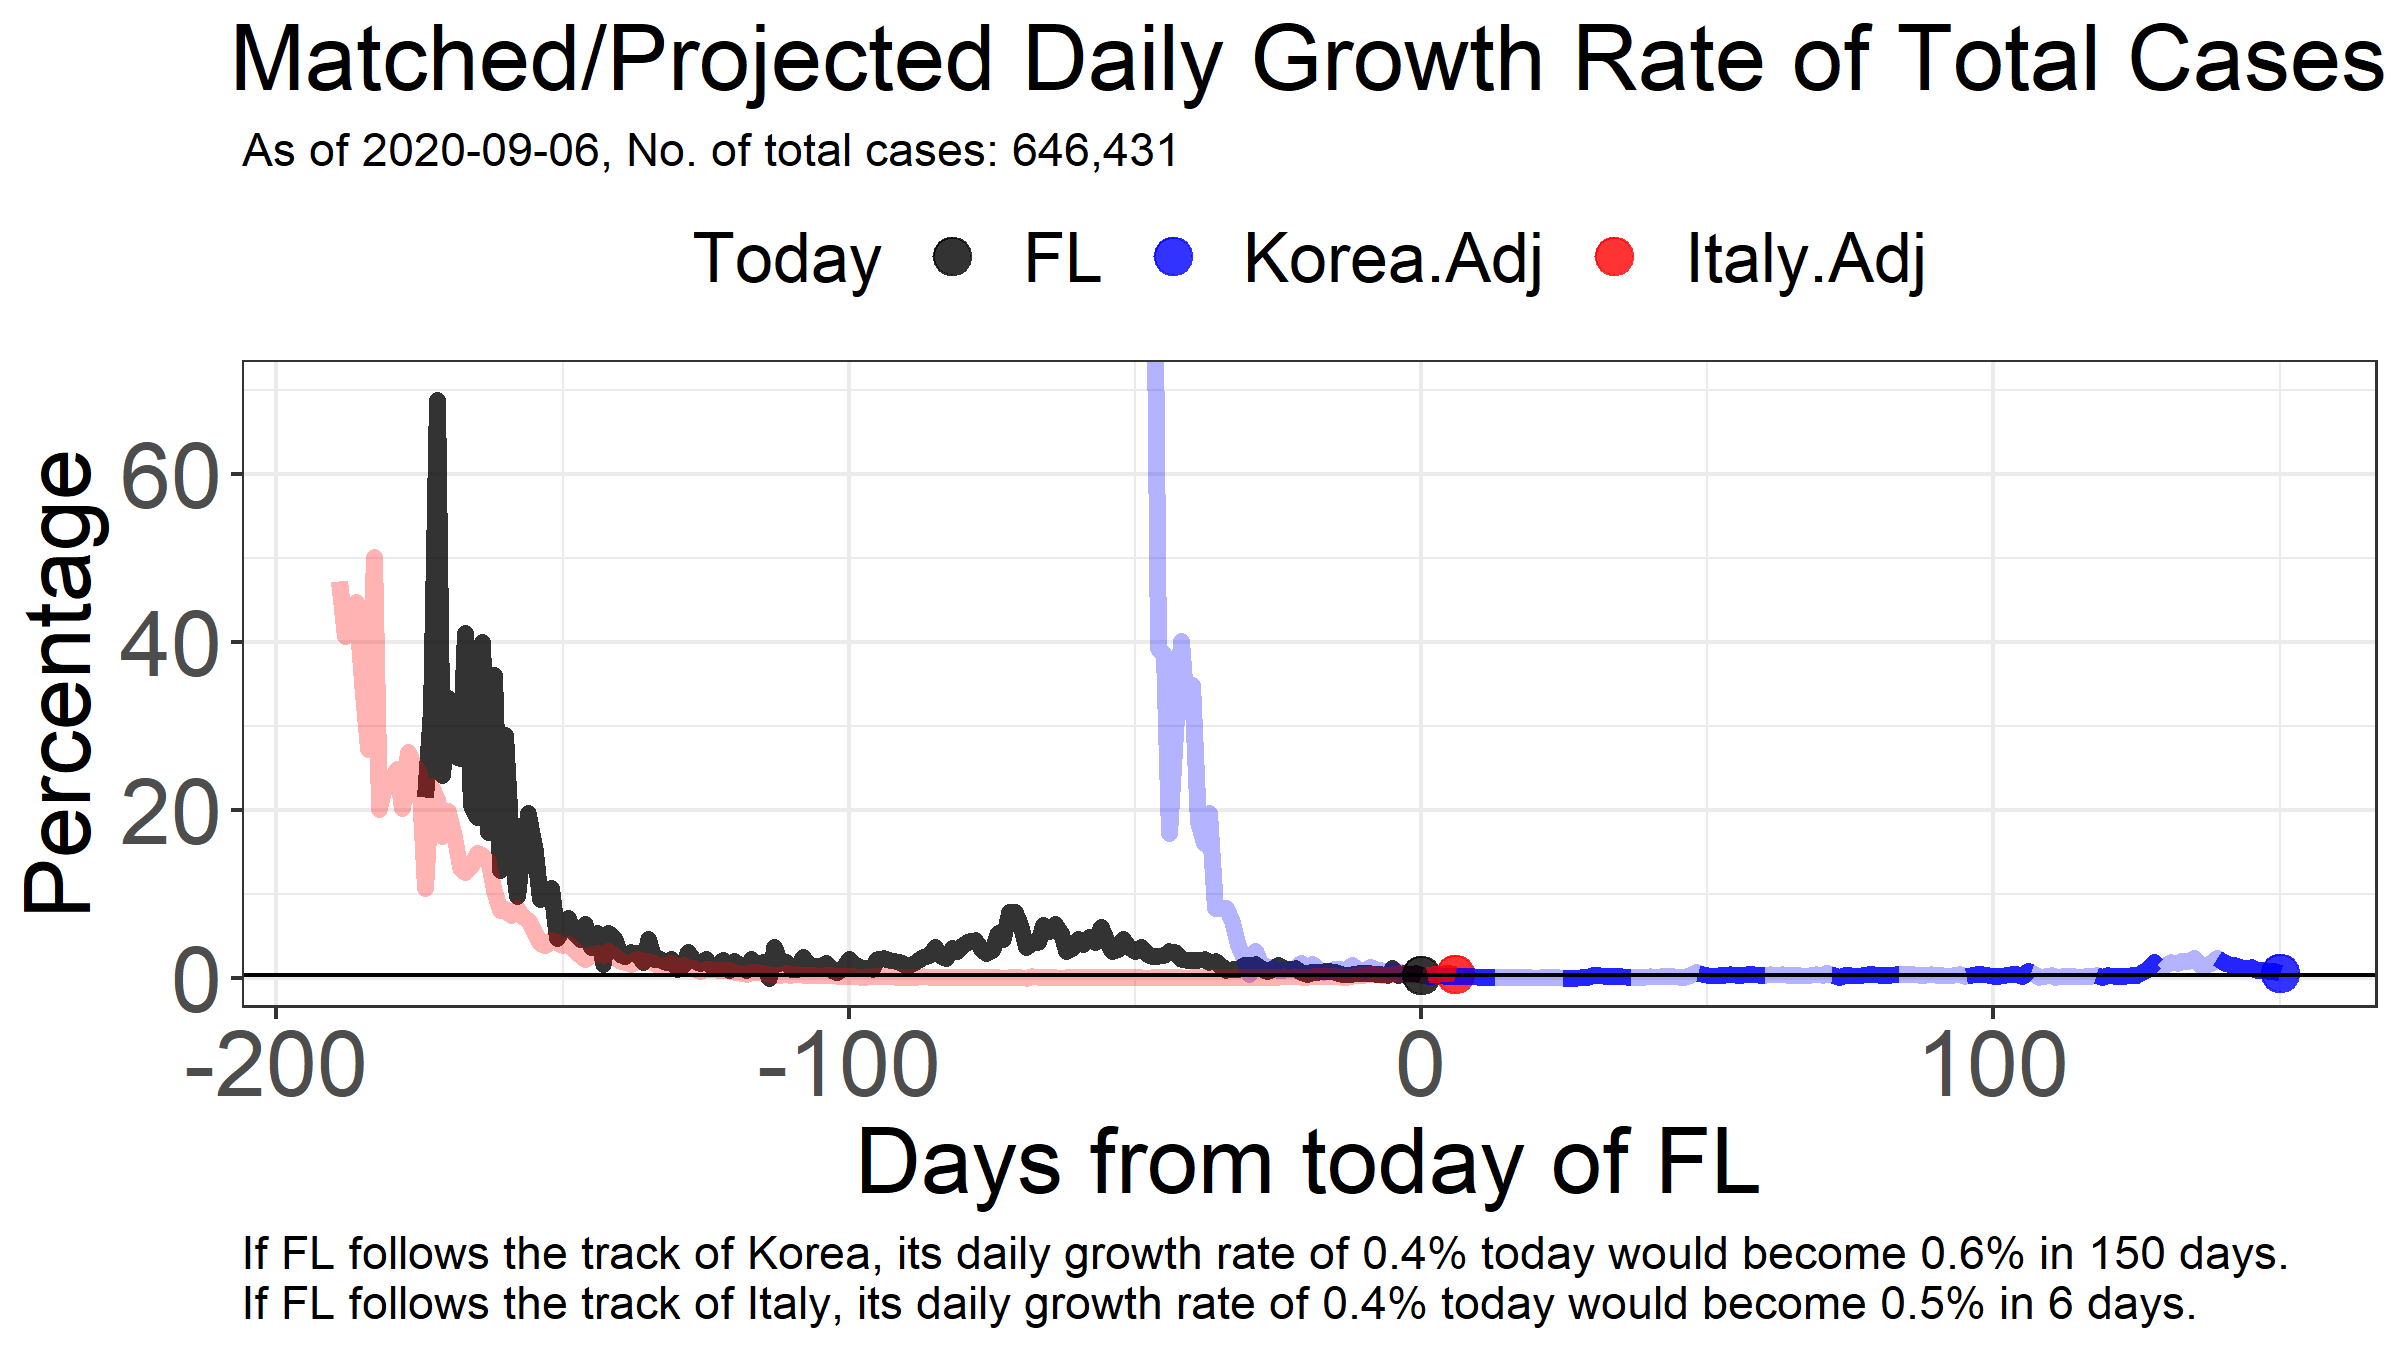 Matched/Projected Daily Growth Rate of Total Cases
As of 2020-09-06, No. of total cases: 646,431
Today FL Korea.Adj Italy.Adj
Percentage
60
40
20
0
-200 -100 0 100
Days from today of FL
If FL follows the track of Korea, its daily growth rate of 0.4% today would become 0.6% in 150 days.
If FL follows the track of Italy, its daily growth rate of 0.4% today would become 0.5% in 6 days.